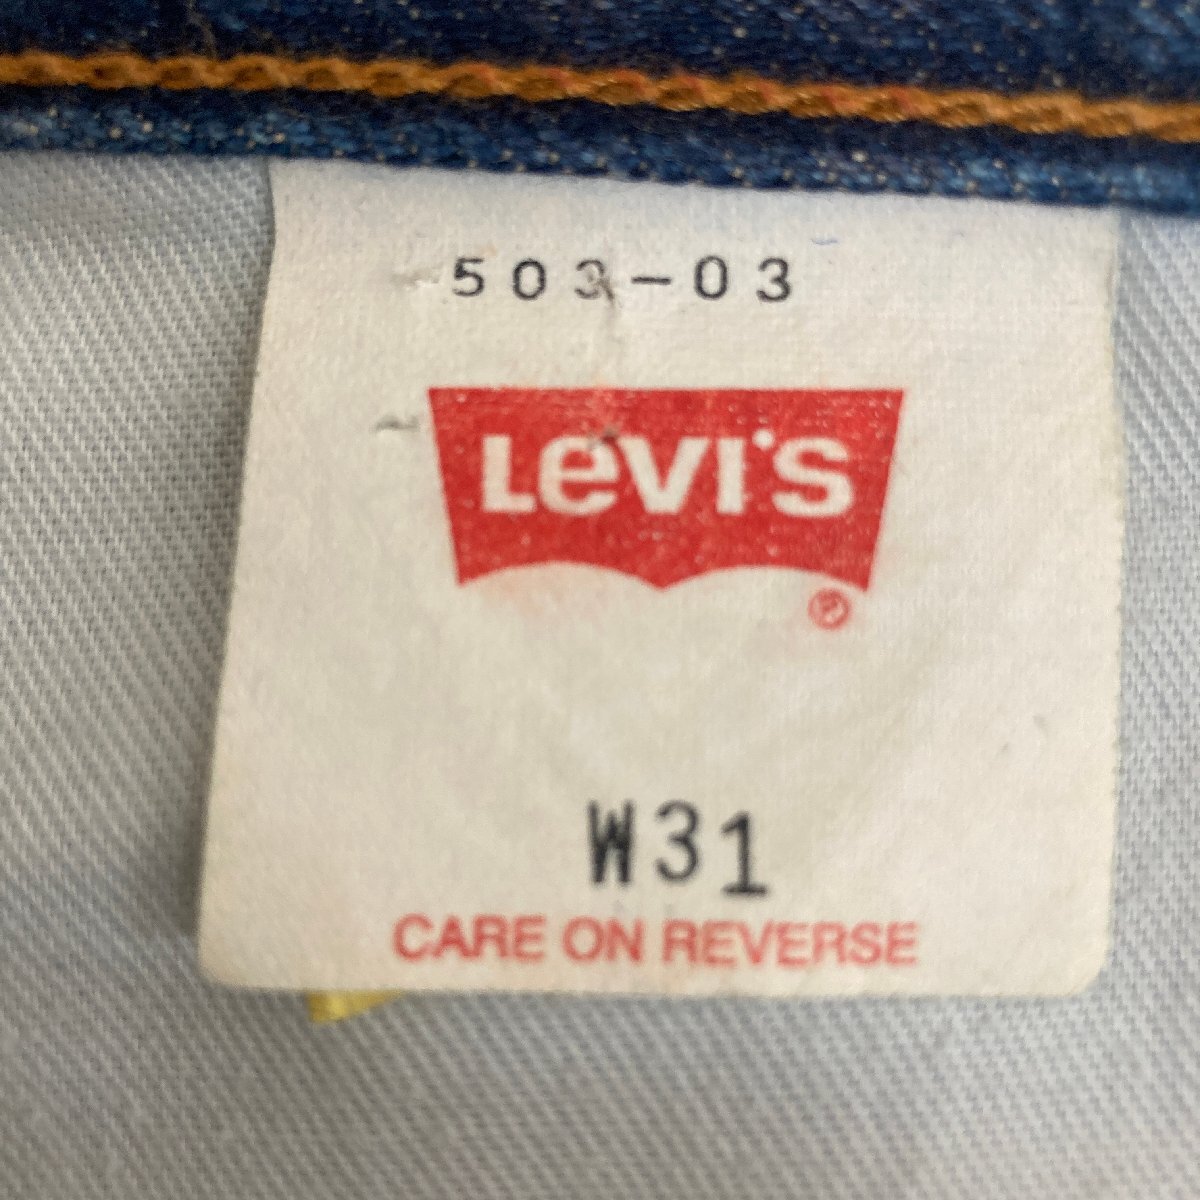 503-03
LEVI'S
®
W31
CARE ON REVERSE